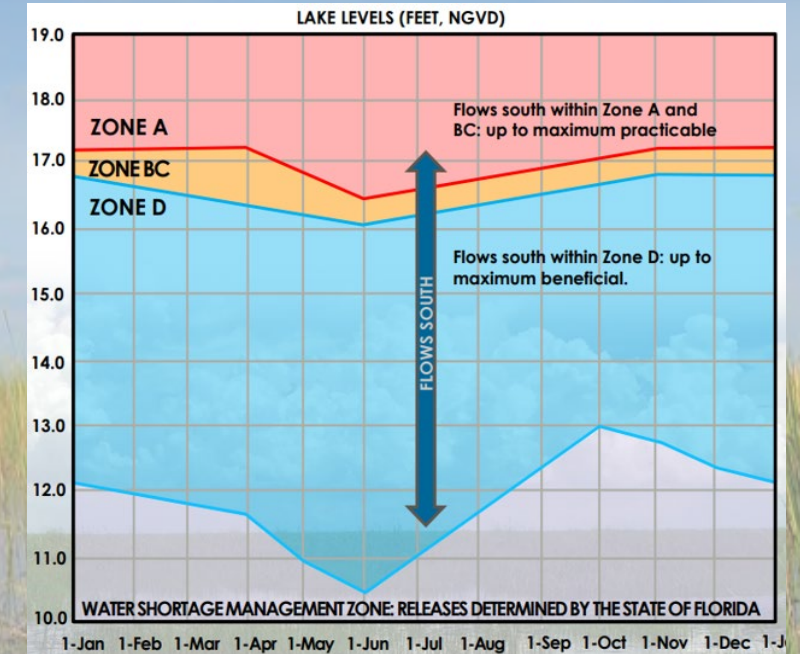 LAKE LEVELS (FEET, NGVD)
19.0
18.0
17.0
16.0
15.0
14.0
13.0
12.0
11.0
10.0
ZONE A
ZONE BC
ZONE D
Flows south within Zone A and
BC: up to maximum practicable
Flows south within Zone D: up to
maximum beneficial.
FLOWS SOUTH
WATER SHORTAGE MANAGEMENT ZONE: RELEASES DETERMINED BY THE STATE OF FLORIDA
1-Jan 1-Feb 1-Mar 1-Apr 1-May 1-Jun 1-Jul 1-Aug 1-Sep 1-Oct 1-Nov 1-Dec 1-J